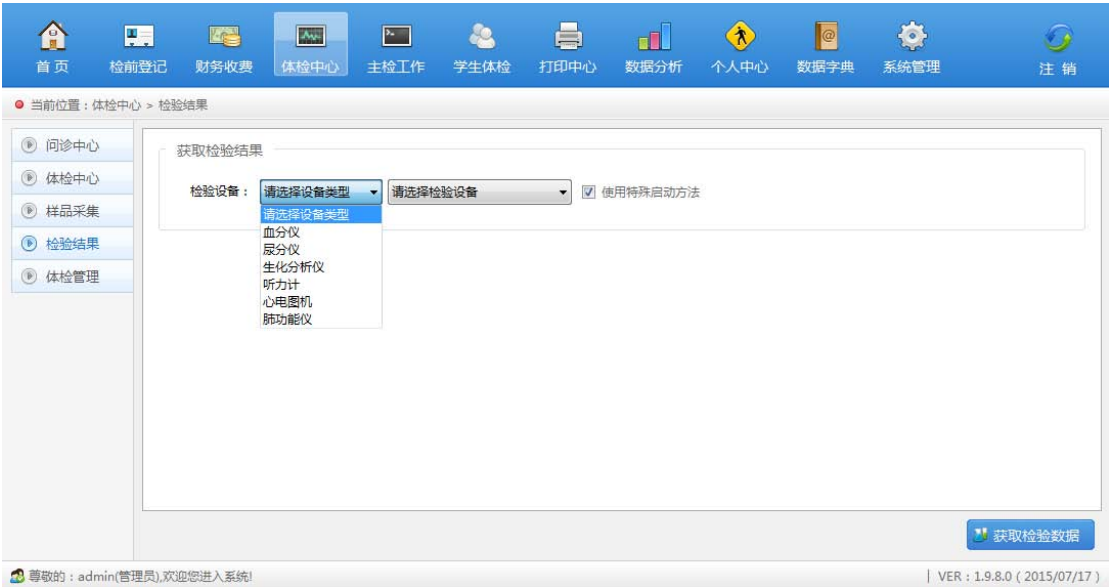 首页 检前登记 财务收费 体检中心 主检工作 学生体检 打印中心 数据分析 个人中心 数据字典 系统管理 注 销
当前位置：体检中心 > 检验结果
问诊中心
体检中心
样品采集
检验结果
体检管理
获取检验结果
检验设备： 请选择设备类型 请选择检验设备 使用特殊启动方法
请选择设备类型
血分仪
尿分仪
生化分析仪
听力计
心电图机
肺功能仪
获取检验数据
尊敬的：admin(管理员),欢迎您进入系统! | VER：1.9.8.0 ( 2015/07/17 )